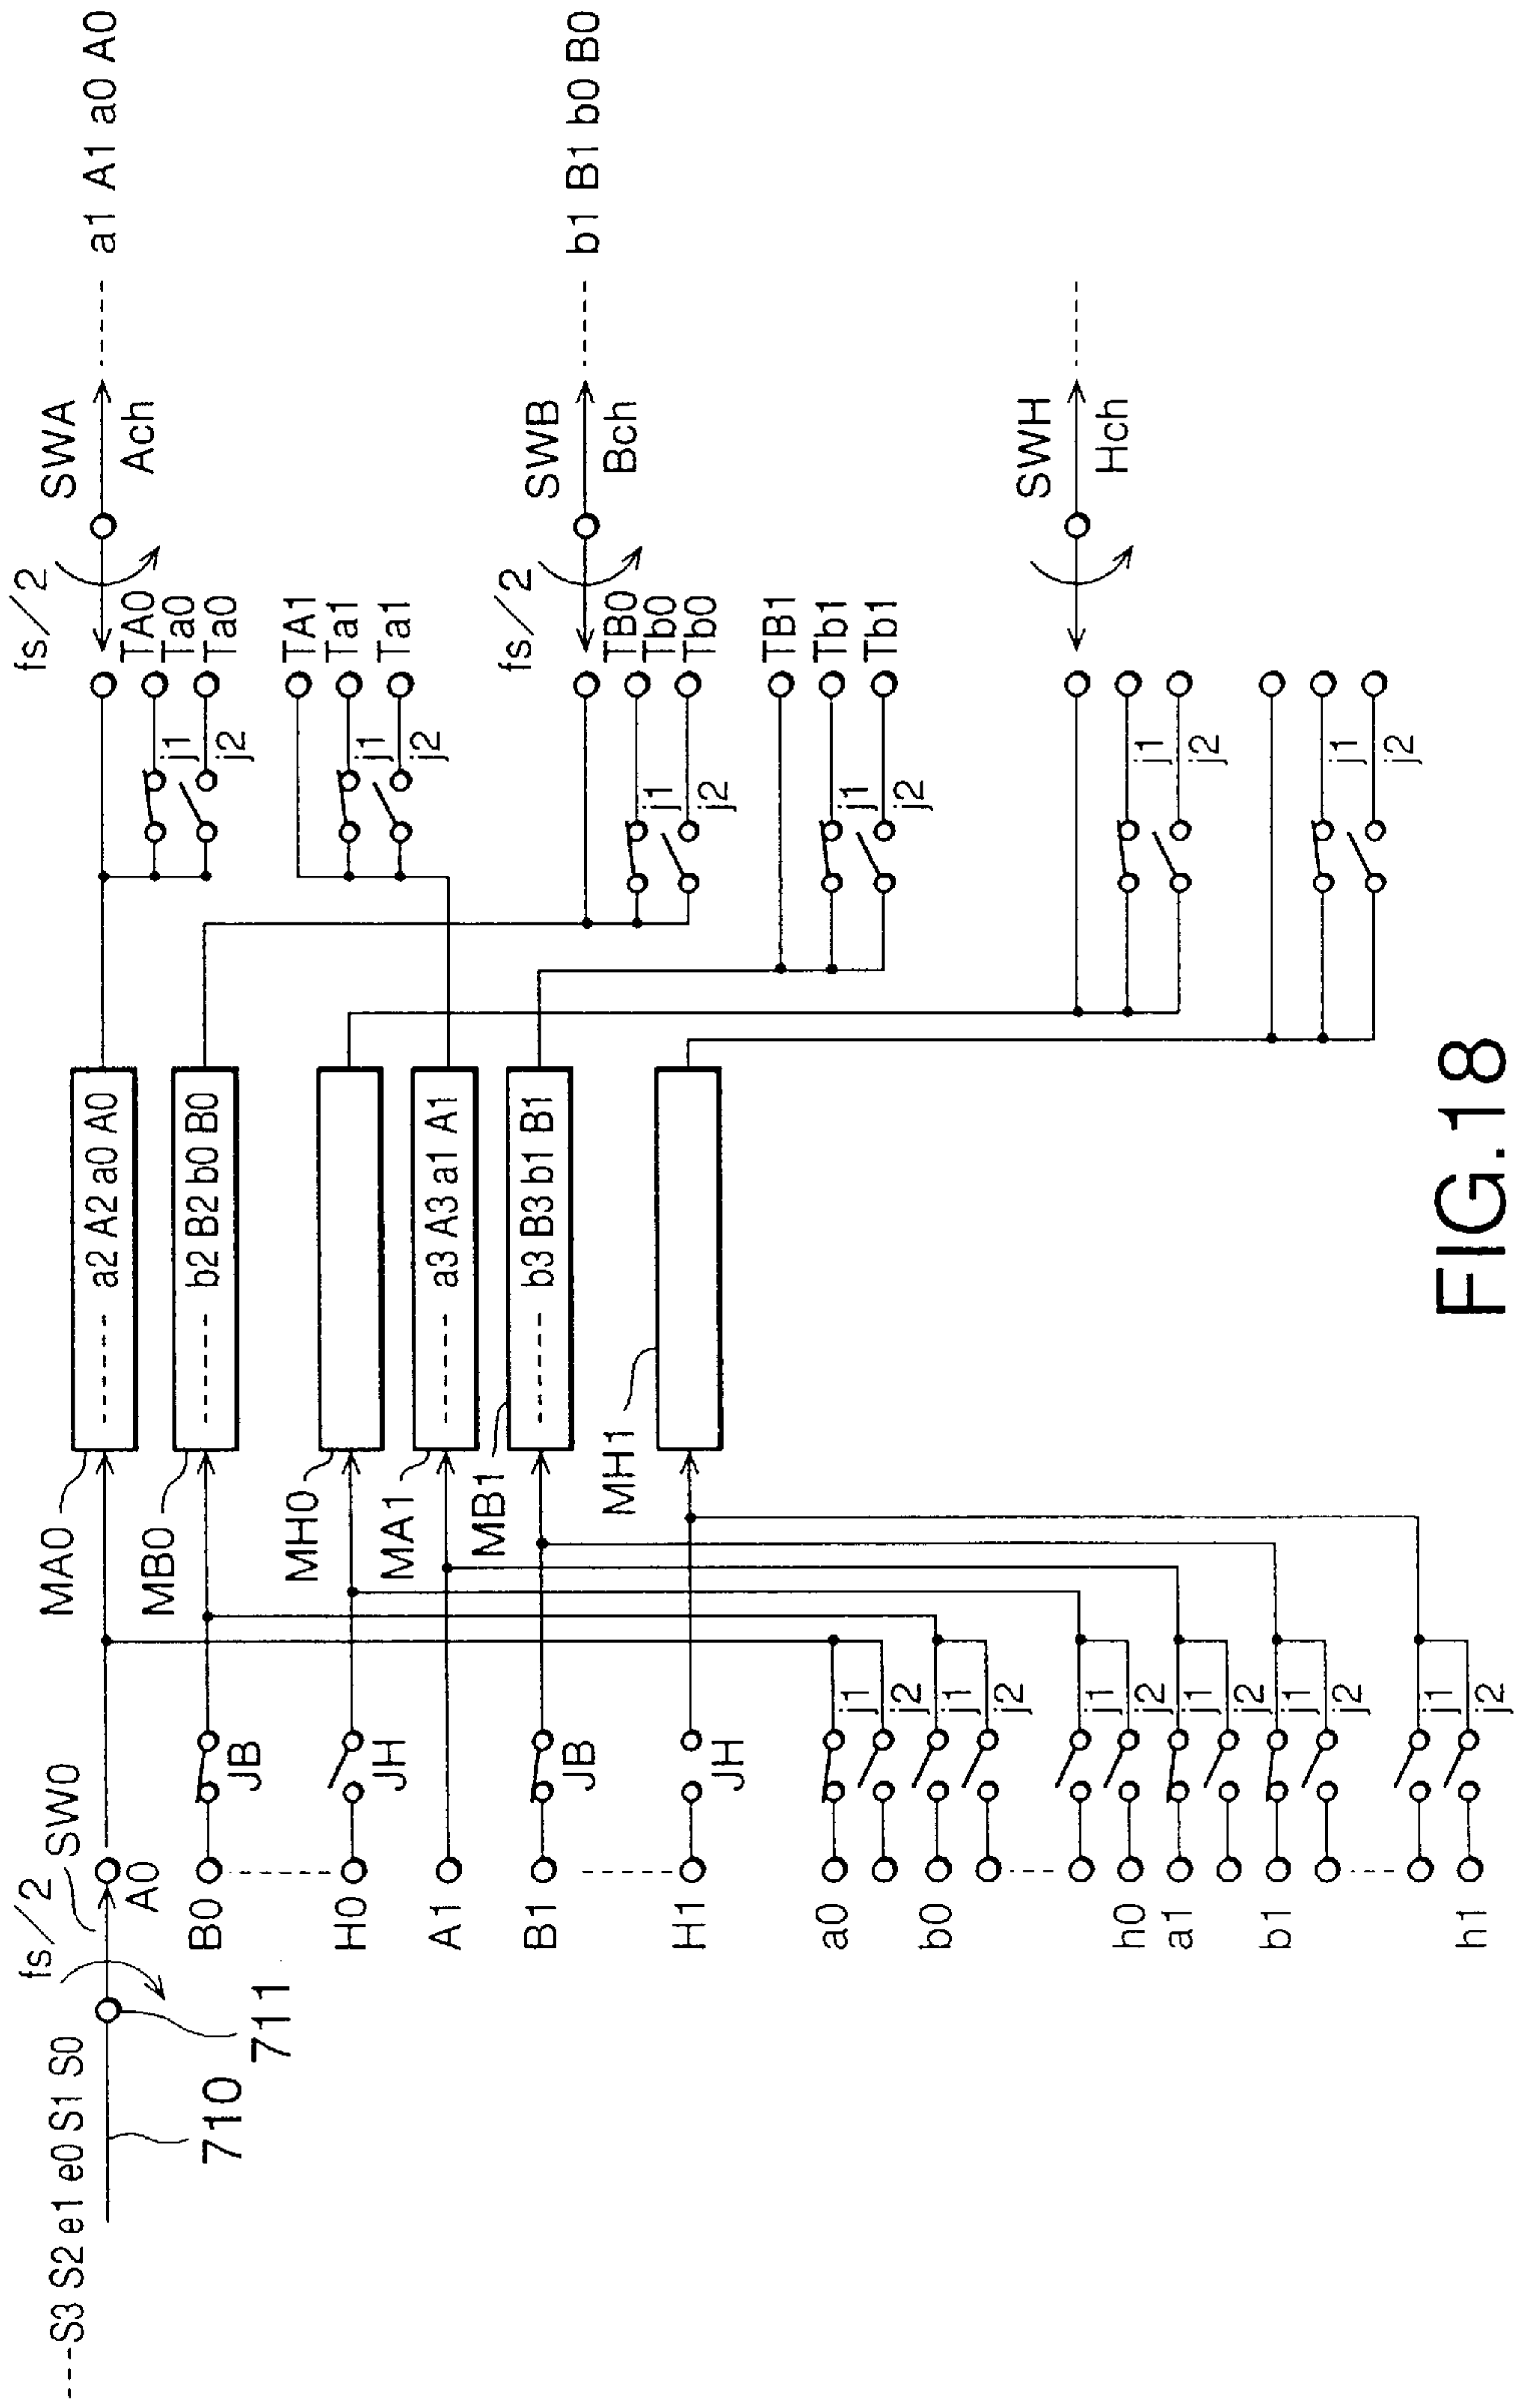 ----S3 S2 e1 e0 S1 S0
710
711
fs/2
SW0
A0
B0
H0
A1
B1
H1
a0
b0
h0
a1
b1
h1
JB
JH
JB
JH
j1
j2
j1
j2
j1
j2
j1
j2
j1
j2
j1
j2
MA0
MB0
MH0
MA1
MB1
MH1
------ a2 A2 a0 A0
------ b2 B2 b0 B0
------ a3 A3 a1 A1
------ b3 B3 b1 B1
j1
j2
j1
j2
j1
j2
j1
j2
j1
j2
j1
j2
fs/2
TA0
Ta0
Ta0
TA1
Ta1
Ta1
fs/2
TB0
Tb0
Tb0
TB1
Tb1
Tb1
SWA
Ach
SWB
Bch
SWH
Hch
----- a1 A1 a0 A0
----- b1 B1 b0 B0
-----
FIG.18